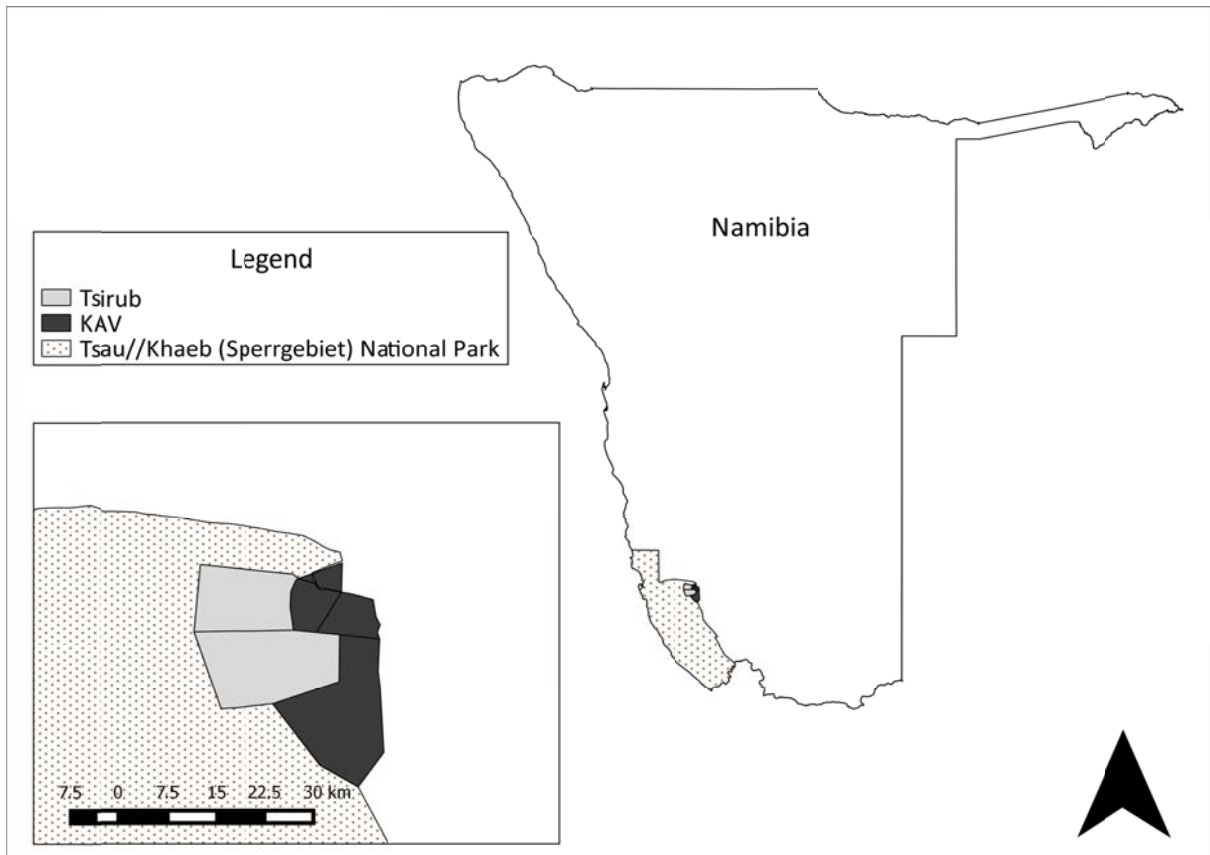 Namibia
Legend
Tsirub
KAV
Tsau//Khaeb (Sperrgebiet) National Park
7.5 0 7.5 15 22.5 30 km